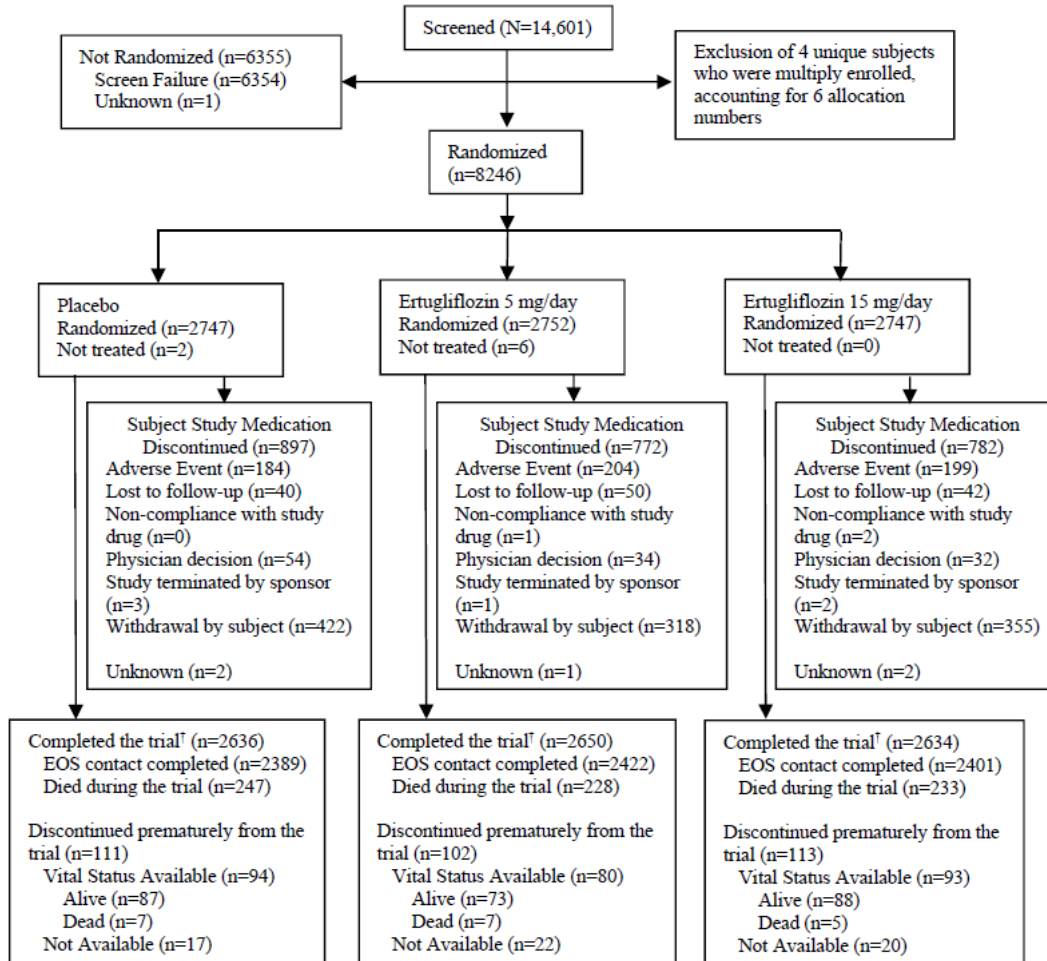 Screened (N=14,601)
Not Randomized (n=6355)
Screen Failure (n=6354)
Unknown (n=1)
Exclusion of 4 unique subjects
who were multiply enrolled,
accounting for 6 allocation
numbers
Randomized
(n=8246)
Placebo
Randomized (n=2747)
Not treated (n=2)
Ertugliflozin 5 mg/day
Randomized (n=2752)
Not treated (n=6)
Ertugliflozin 15 mg/day
Randomized (n=2747)
Not treated (n=0)
Subject Study Medication
Discontinued (n=897)
Adverse Event (n=184)
Lost to follow-up (n=40)
Non-compliance with study
drug (n=0)
Physician decision (n=54)
Study terminated by sponsor
(n=3)
Withdrawal by subject (n=422)
Unknown (n=2)
Subject Study Medication
Discontinued (n=772)
Adverse Event (n=204)
Lost to follow-up (n=50)
Non-compliance with study
drug (n=1)
Physician decision (n=34)
Study terminated by sponsor
(n=1)
Withdrawal by subject (n=318)
Unknown (n=1)
Subject Study Medication
Discontinued (n=782)
Adverse Event (n=199)
Lost to follow-up (n=42)
Non-compliance with study
drug (n=2)
Physician decision (n=32)
Study terminated by sponsor
(n=2)
Withdrawal by subject (n=355)
Unknown (n=2)
Completed the trial† (n=2636)
EOS contact completed (n=2389)
Died during the trial (n=247)
Discontinued prematurely from the
trial (n=111)
Vital Status Available (n=94)
Alive (n=87)
Dead (n=7)
Not Available (n=17)
Completed the trial† (n=2650)
EOS contact completed (n=2422)
Died during the trial (n=228)
Discontinued prematurely from the
trial (n=102)
Vital Status Available (n=80)
Alive (n=73)
Dead (n=7)
Not Available (n=22)
Completed the trial† (n=2634)
EOS contact completed (n=2401)
Died during the trial (n=233)
Discontinued prematurely from the
trial (n=113)
Vital Status Available (n=93)
Alive (n=88)
Dead (n=5)
Not Available (n=20)